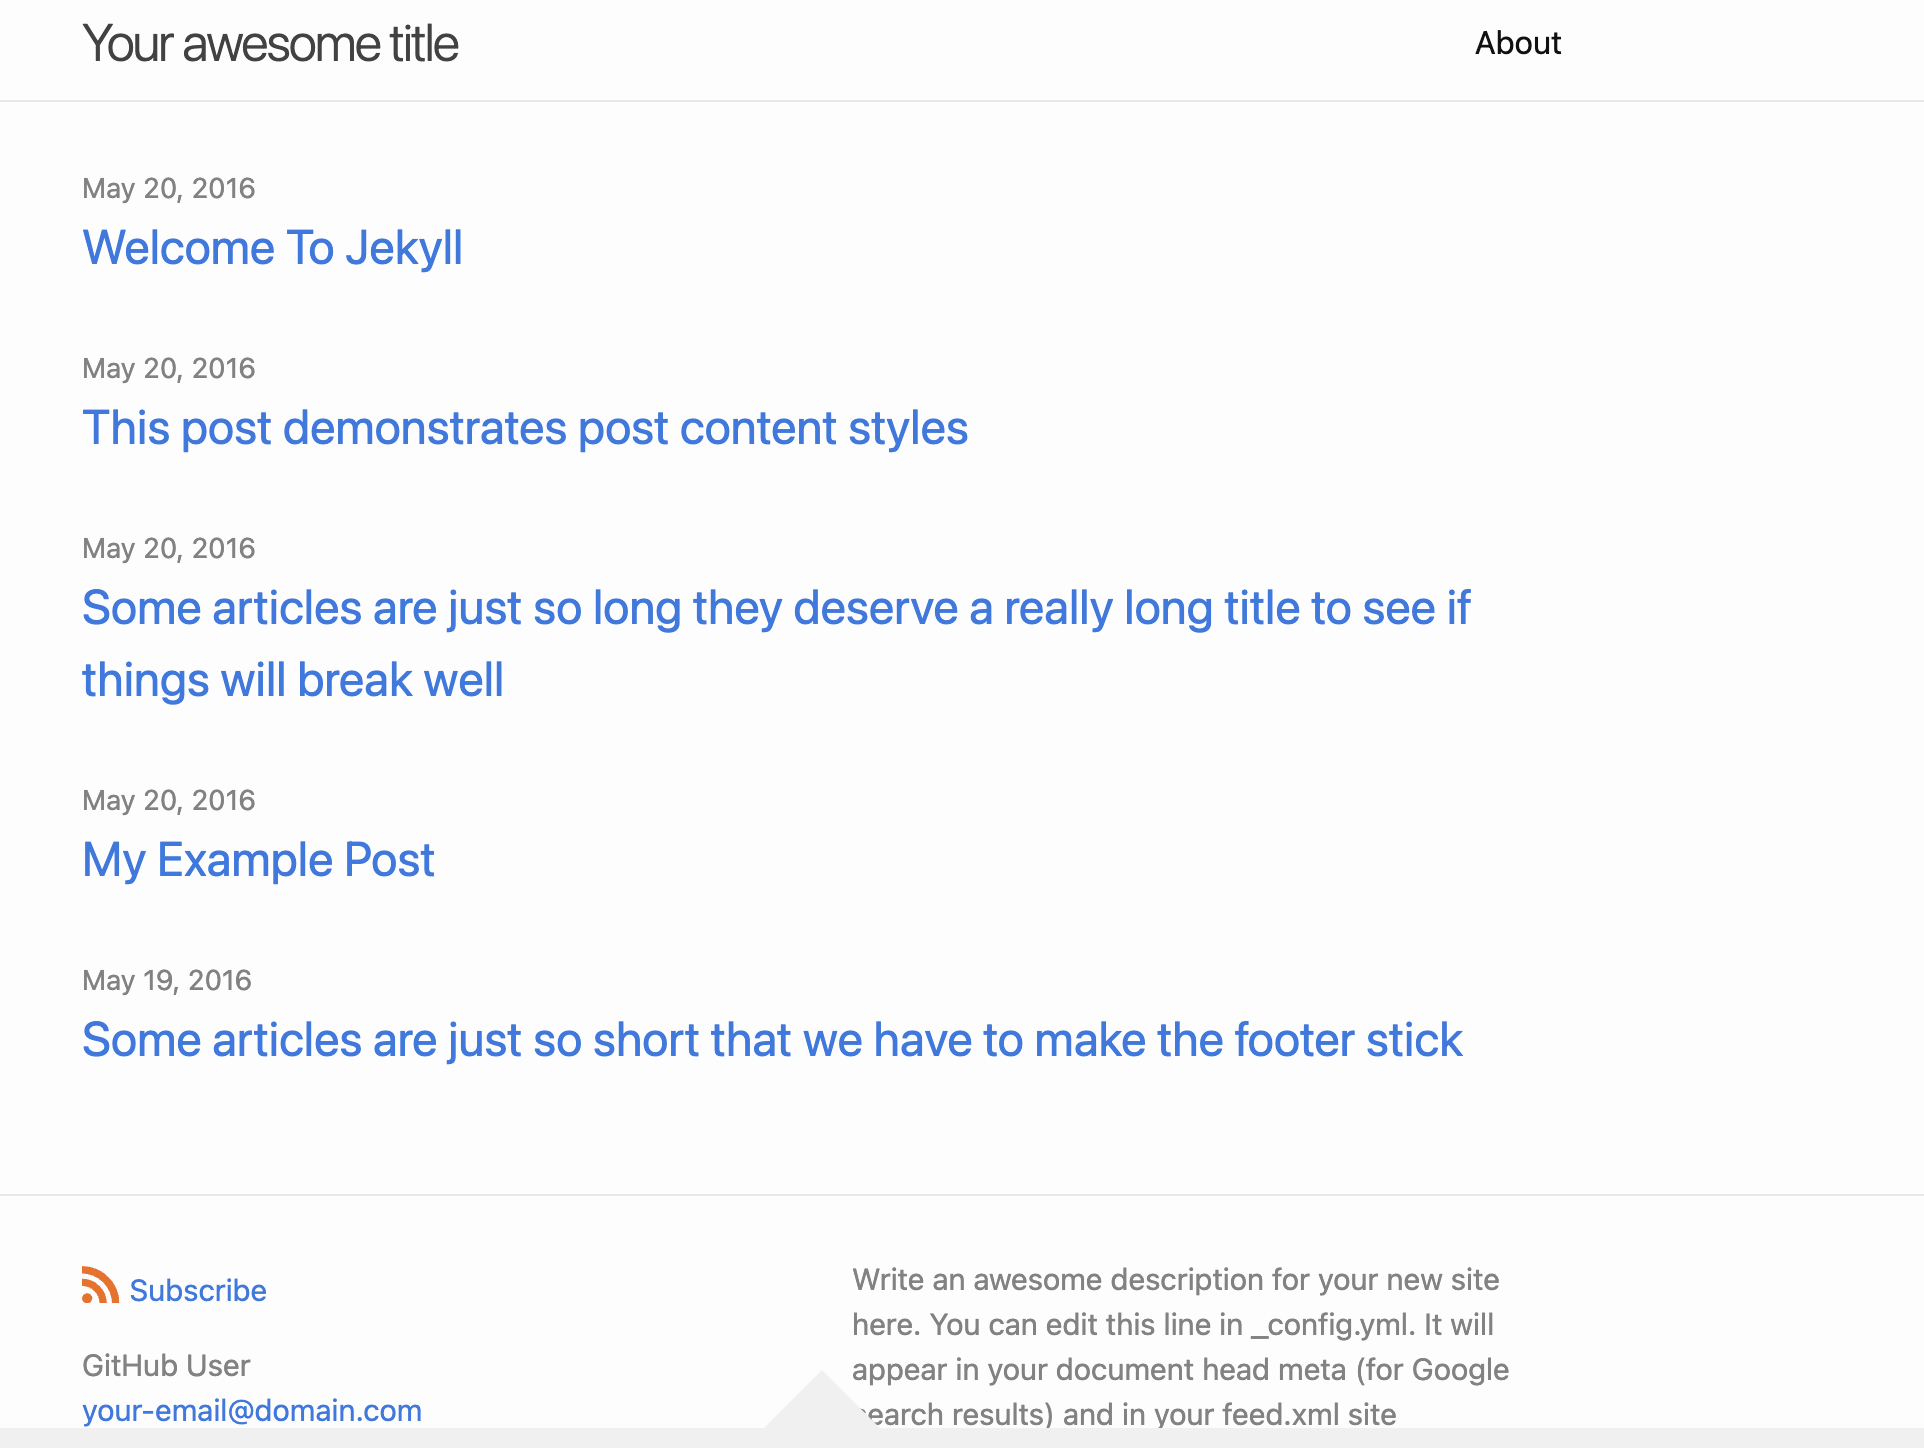 Your awesome title
About
May 20, 2016
Welcome To Jekyll
May 20, 2016
This post demonstrates post content styles
May 20, 2016
Some articles are just so long they deserve a really long title to see if
things will break well
May 20, 2016
My Example Post
May 19, 2016
Some articles are just so short that we have to make the footer stick
Subscribe
GitHub User
your-email@domain.com
Write an awesome description for your new site
here. You can edit this line in _config.yml. It will
appear in your document head meta (for Google
search results) and in your feed.xml site